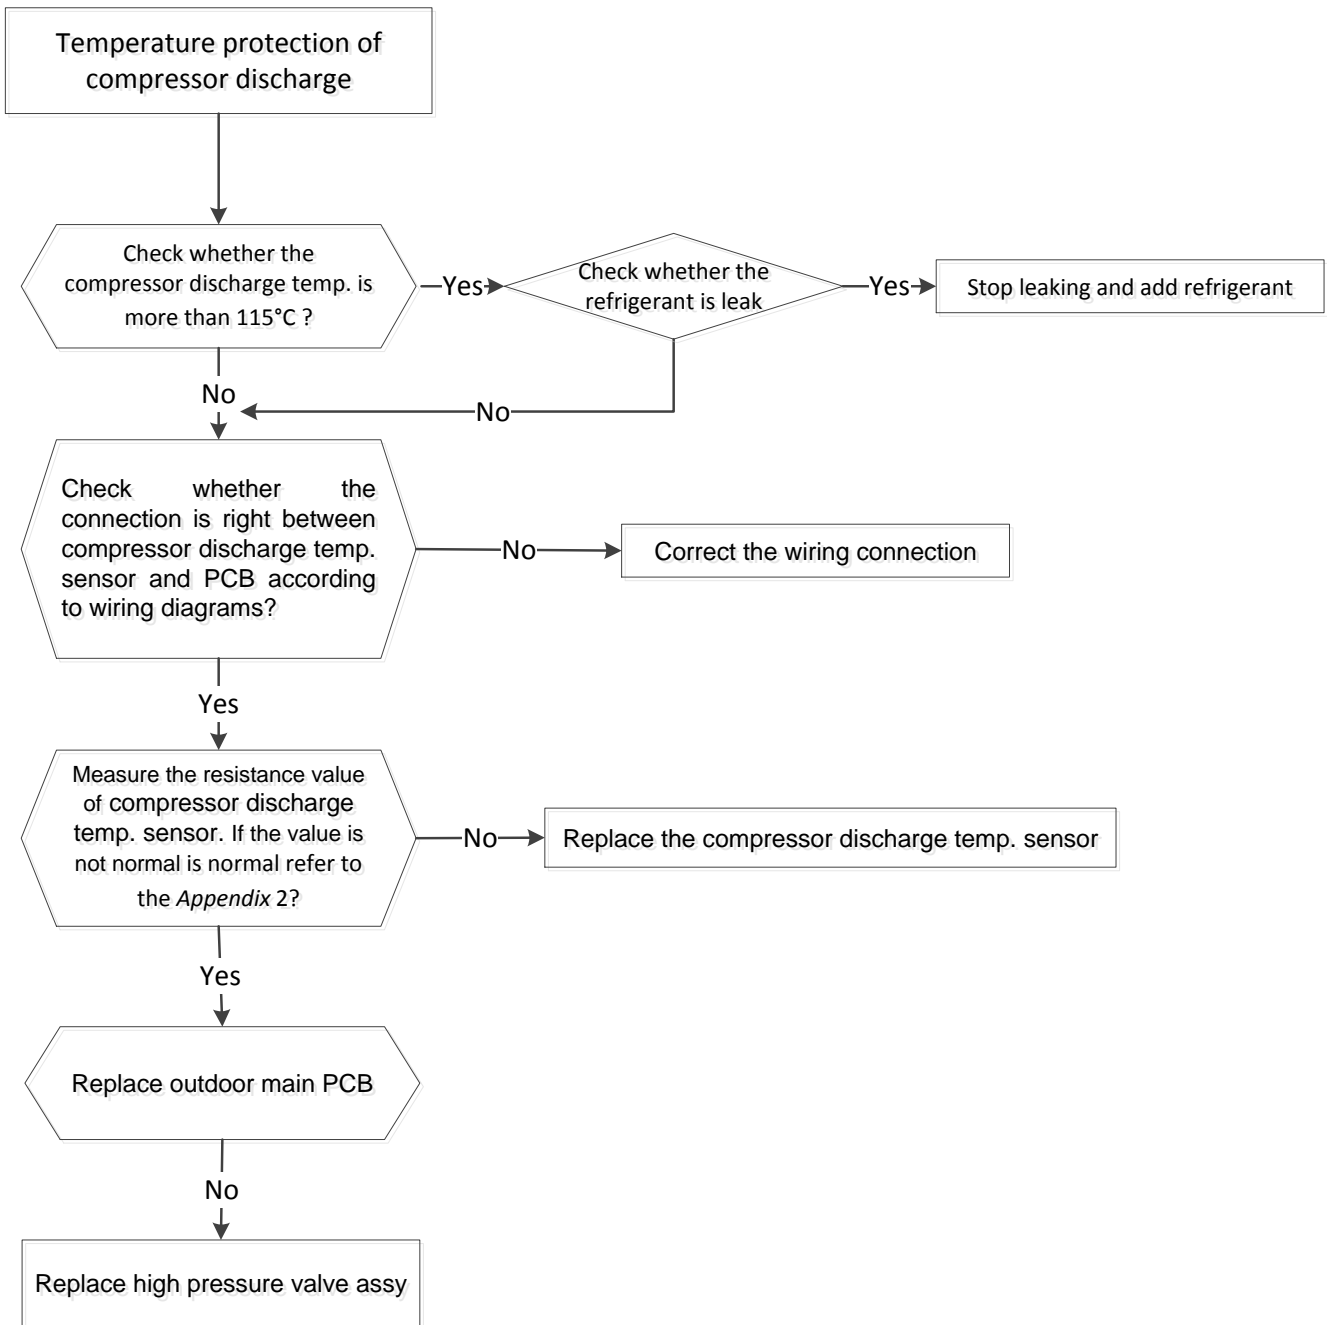 Temperature protection of
compressor discharge
Check whether the
compressor discharge temp. is
more than 115°C ?
Yes
Check whether the
refrigerant is leak
Yes
Stop leaking and add refrigerant
No
No
Check whether the
connection is right between
compressor discharge temp.
sensor and PCB according
to wiring diagrams?
No
Correct the wiring connection
Yes
Measure the resistance value
of compressor discharge
temp. sensor. If the value is
not normal is normal refer to
the Appendix 2?
No
Replace the compressor discharge temp. sensor
Yes
Replace outdoor main PCB
No
Replace high pressure valve assy